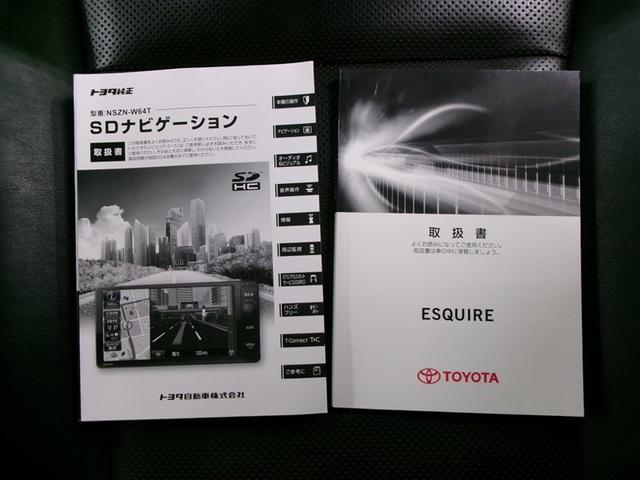 トヨタ純正
型番:NSZN-W64T
SDナビゲーション
取扱書
SD
HC
本機の操作
ナビゲーション
オーディオ
&ビジュアル
音声操作
情報
周辺監視
ハンズ
フリー
T-Connect T&C
ご参考に
残り 120m
トヨタ自動車株式会社
取扱書
よくお読みになってご使用ください。
取扱書は車の中に保管しましょう。
ESQUIRE
TOYOTA